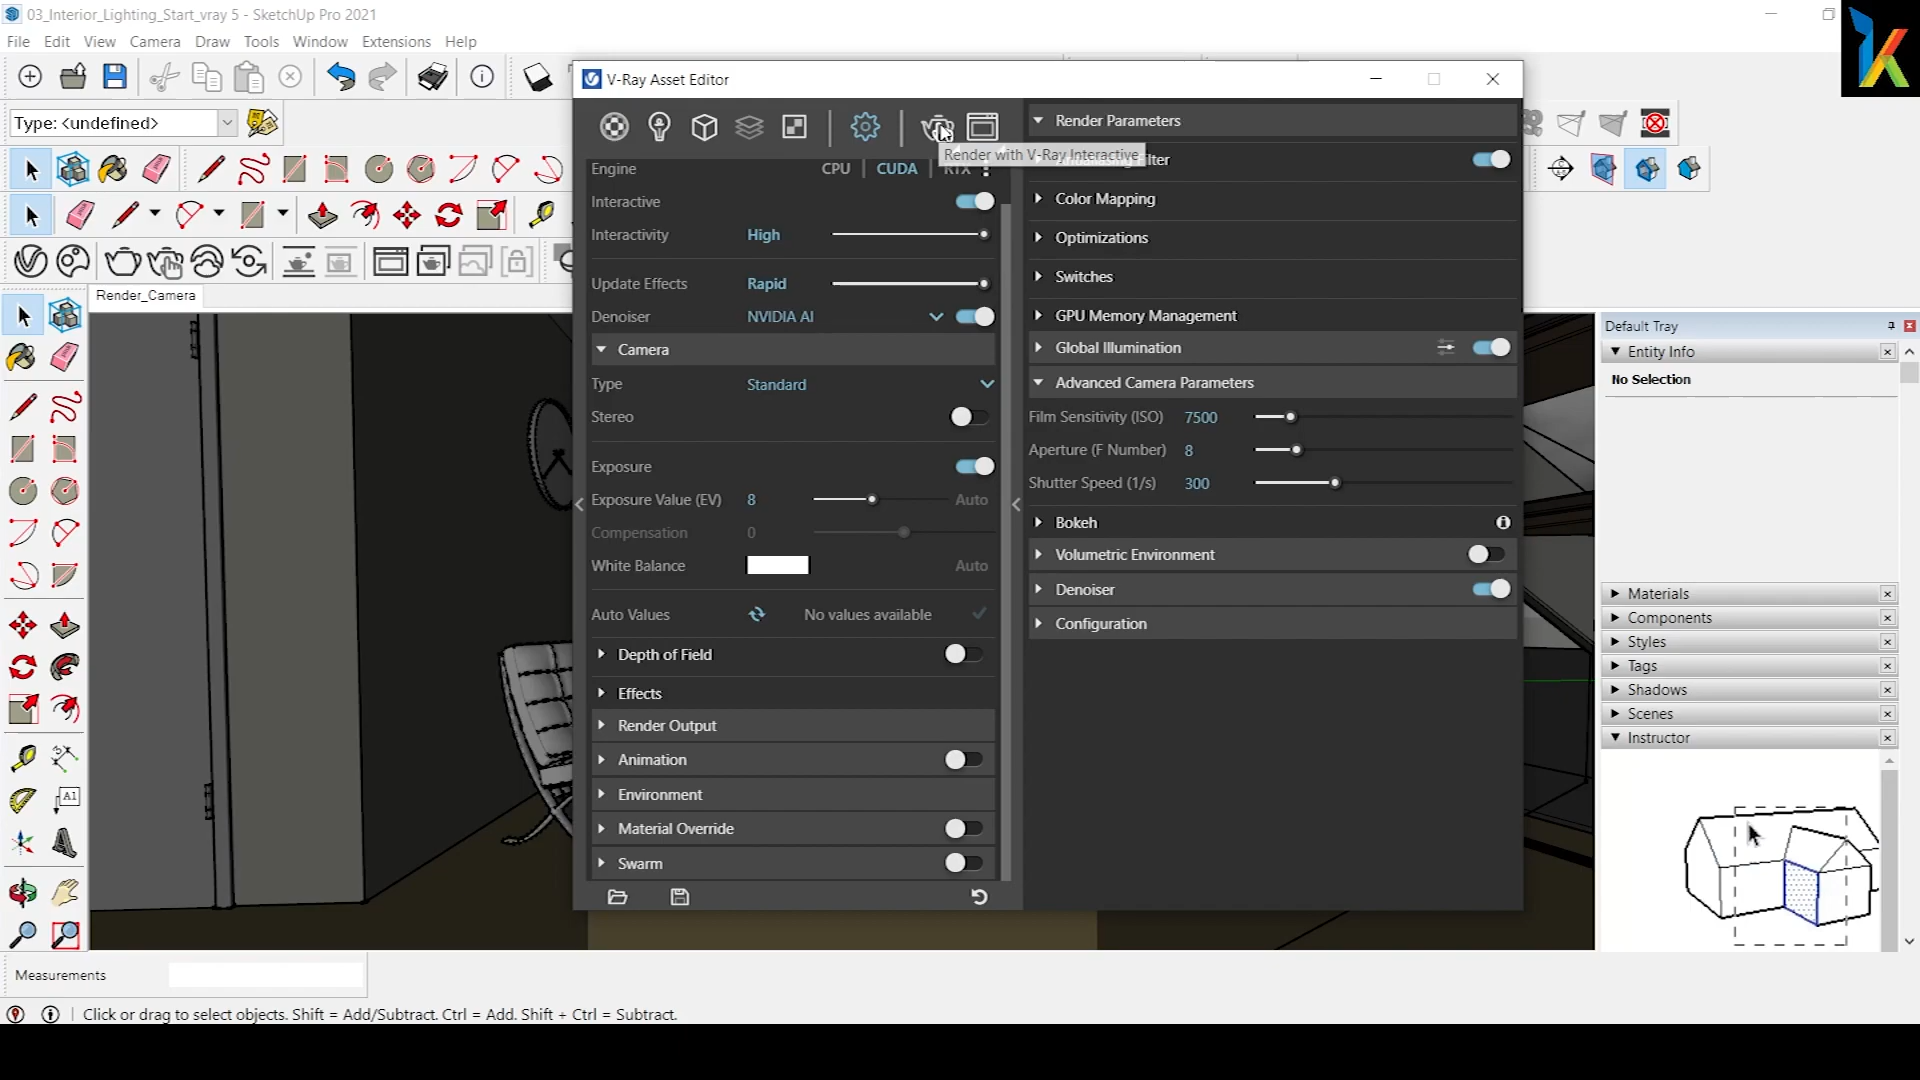 03_Interior_Lighting_Start_vray 5 - SketchUp Pro 2021
File Edit View Camera Draw Tools Window Extensions Help
Type: <undefined>
Render_Camera
V-Ray Asset Editor
Render with V-Ray Interactive
Engine CPU CUDA RTX
Interactive
Interactivity High
Update Effects Rapid
Denoiser NVIDIA AI
Camera
Type Standard
Stereo
Exposure
Exposure Value (EV) 8 Auto
Compensation 0
White Balance Auto
Auto Values No values available
Depth of Field
Effects
Render Output
Animation
Environment
Material Override
Swarm
Render Parameters
Filter
Color Mapping
Optimizations
Switches
GPU Memory Management
Global Illumination
Advanced Camera Parameters
Film Sensitivity (ISO) 7500
Aperture (F Number) 8
Shutter Speed (1/s) 300
Bokeh
Volumetric Environment
Denoiser
Configuration
Default Tray
Entity Info
No Selection
Materials
Components
Styles
Tags
Shadows
Scenes
Instructor
A1
Measurements
Click or drag to select objects. Shift = Add/Subtract. Ctrl = Add. Shift + Ctrl = Subtract.